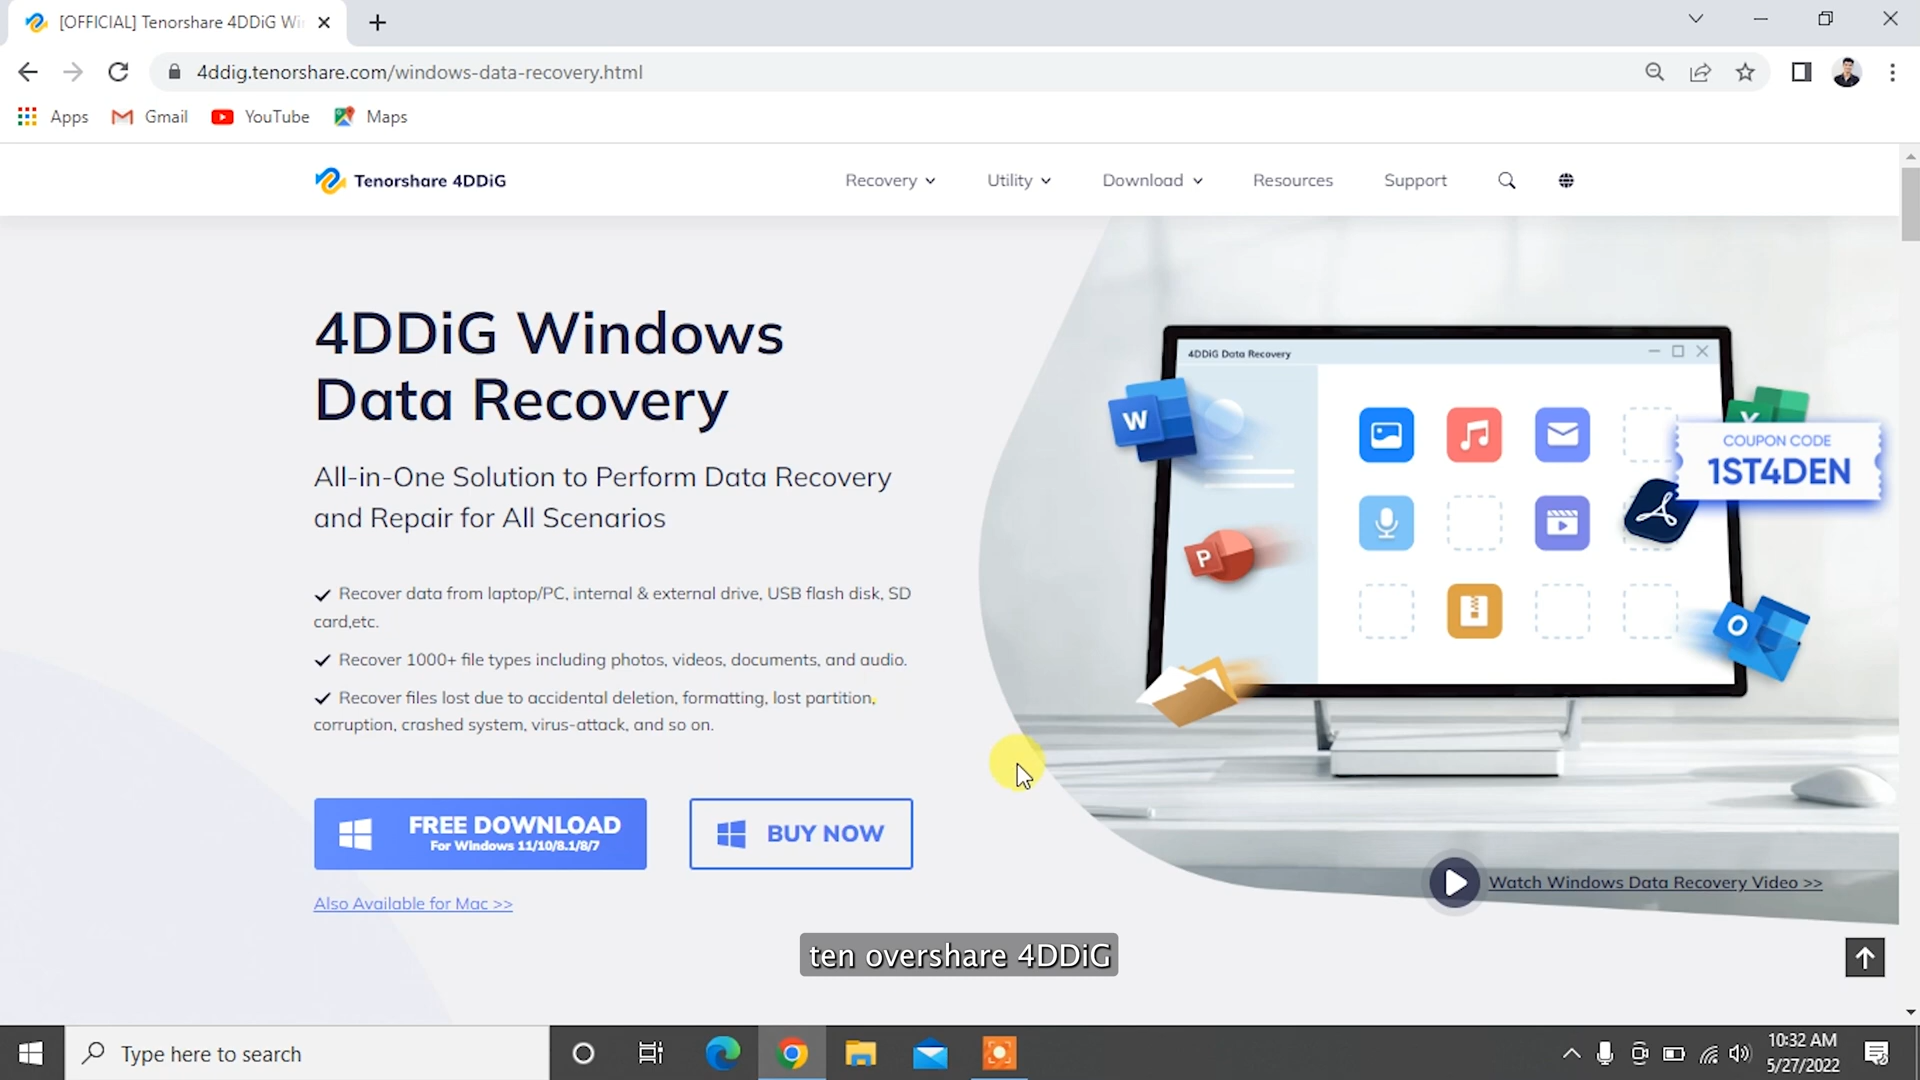 [OFFICIAL] Tenorshare 4DDiG Wi
4ddig.tenorshare.com/windows-data-recovery.html
Apps Gmail YouTube Maps
Tenorshare 4DDiG Recovery Utility Download Resources Support
4DDiG Windows
Data Recovery
All-in-One Solution to Perform Data Recovery
and Repair for All Scenarios
Recover data from laptop/PC, internal & external drive, USB flash disk, SD
card,etc.
Recover 1000+ file types including photos, videos, documents, and audio.
Recover files lost due to accidental deletion, formatting, lost partition,
corruption, crashed system, virus-attack, and so on.
FREE DOWNLOAD
For Windows 11/10/8.1/8/7
BUY NOW
Also Available for Mac >>
4DDiG Data Recovery
W
P
X
O
COUPON CODE
1ST4DEN
Watch Windows Data Recovery Video >>
ten overshare 4DDiG
Type here to search
10:32 AM
5/27/2022